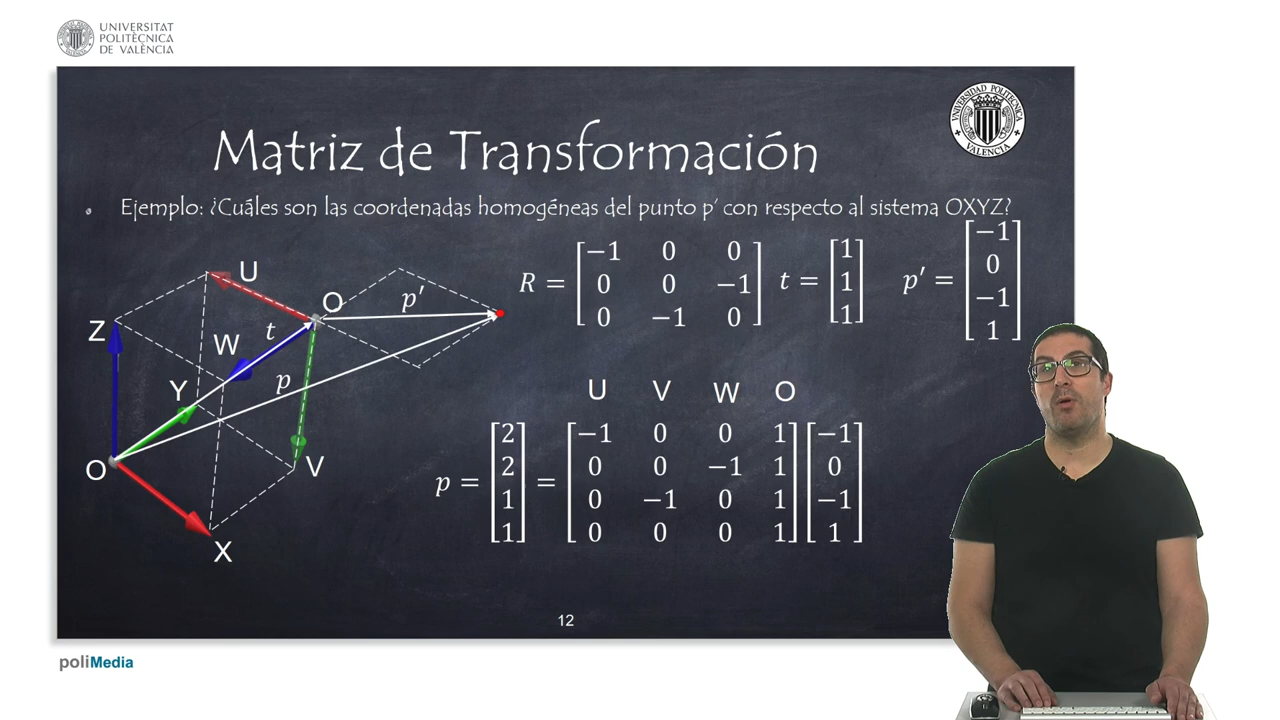 UNIVERSITAT
POLITÈCNICA
DE VALÈNCIA
UNIVERSIDAD POLITECNICA
VALENCIA
Matriz de Transformación
Ejemplo: ¿Cuáles son las coordenadas homogéneas del punto p' con respecto al sistema OXYZ?
U
O
p'
Z
t
W
Y
p
O
V
X
R = [−1 0 0
0 0 −1
0 −1 0]
t = [1
1
1]
p' = [−1
0
−1
1]
U V W O
p = [2 = [−1 0 0 1] [−1
2 0 0 −1 1 0
1 0 −1 0 1 −1
1] 0 0 0 1] 1]
12
poliMedia